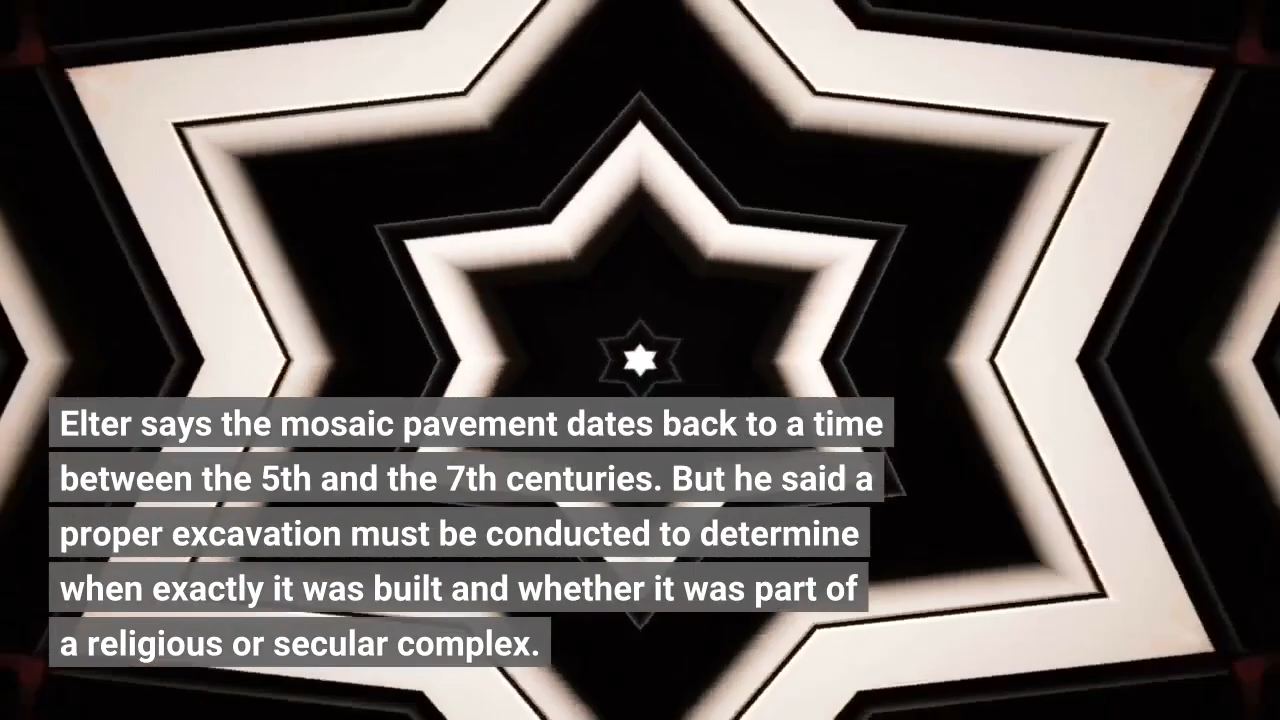 Elter says the mosaic pavement dates back to a time
between the 5th and the 7th centuries. But he said a
proper excavation must be conducted to determine
when exactly it was built and whether it was part of
a religious or secular complex.